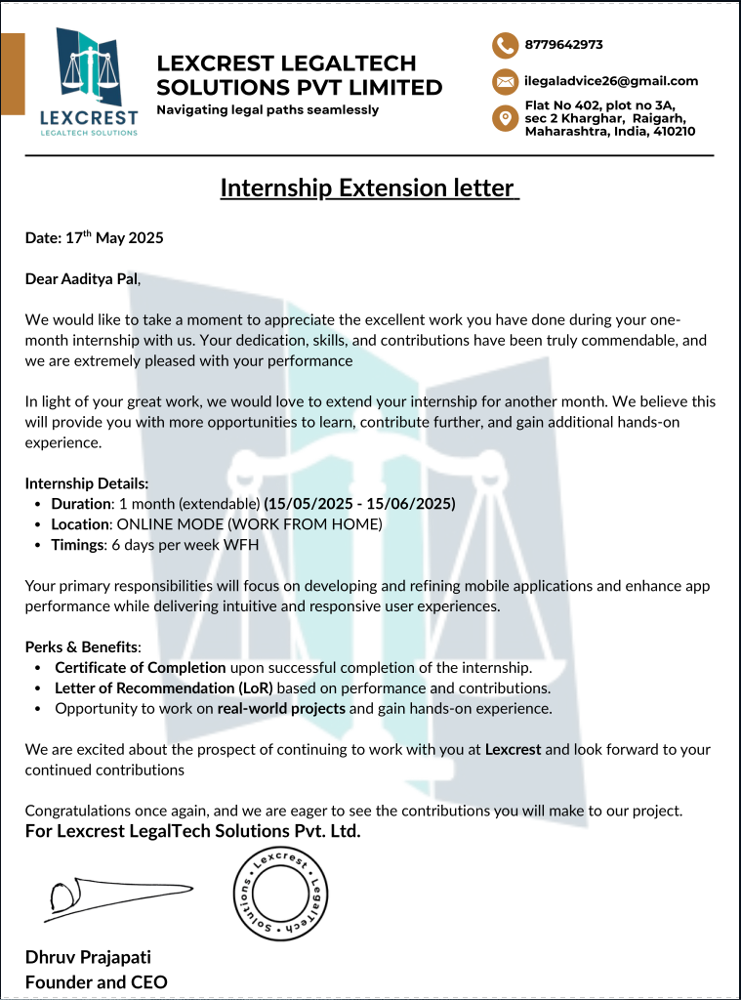 LEXCREST
LEGALTECH SOLUTIONS
LEXCREST LEGALTECH
SOLUTIONS PVT LIMITED
Navigating legal paths seamlessly
8779642973
ilegaladvice26@gmail.com
Flat No 402, plot no 3A,
sec 2 Kharghar, Raigarh,
Maharashtra, India, 410210
Internship Extension letter
Date: 17th May 2025
Dear Aaditya Pal,
We would like to take a moment to appreciate the excellent work you have done during your one-
month internship with us. Your dedication, skills, and contributions have been truly commendable, and
we are extremely pleased with your performance
In light of your great work, we would love to extend your internship for another month. We believe this
will provide you with more opportunities to learn, contribute further, and gain additional hands-on
experience.
Internship Details:
• Duration: 1 month (extendable) (15/05/2025 - 15/06/2025)
• Location: ONLINE MODE (WORK FROM HOME)
• Timings: 6 days per week WFH
Your primary responsibilities will focus on developing and refining mobile applications and enhance app
performance while delivering intuitive and responsive user experiences.
Perks & Benefits:
• Certificate of Completion upon successful completion of the internship.
• Letter of Recommendation (LoR) based on performance and contributions.
• Opportunity to work on real-world projects and gain hands-on experience.
We are excited about the prospect of continuing to work with you at Lexcrest and look forward to your
continued contributions
Congratulations once again, and we are eager to see the contributions you will make to our project.
For Lexcrest LegalTech Solutions Pvt. Ltd.
• Lexcrest • LegalTech • Solutions
Dhruv Prajapati
Founder and CEO